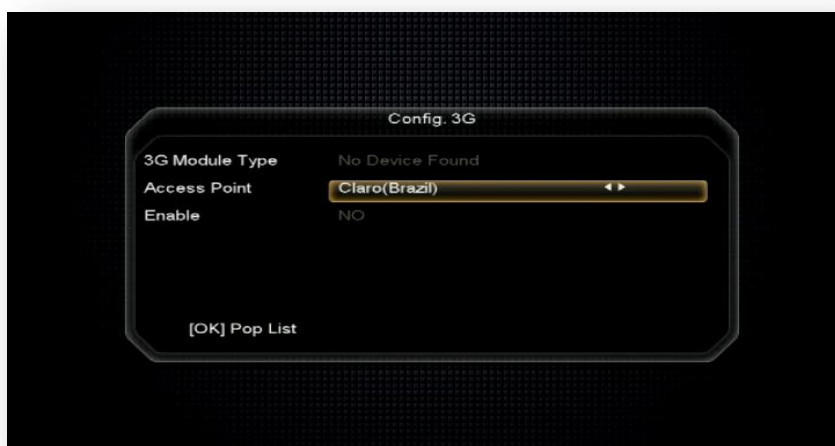 Config. 3G
3G Module Type No Device Found
Access Point Claro(Brazil)
Enable NO
[OK] Pop List